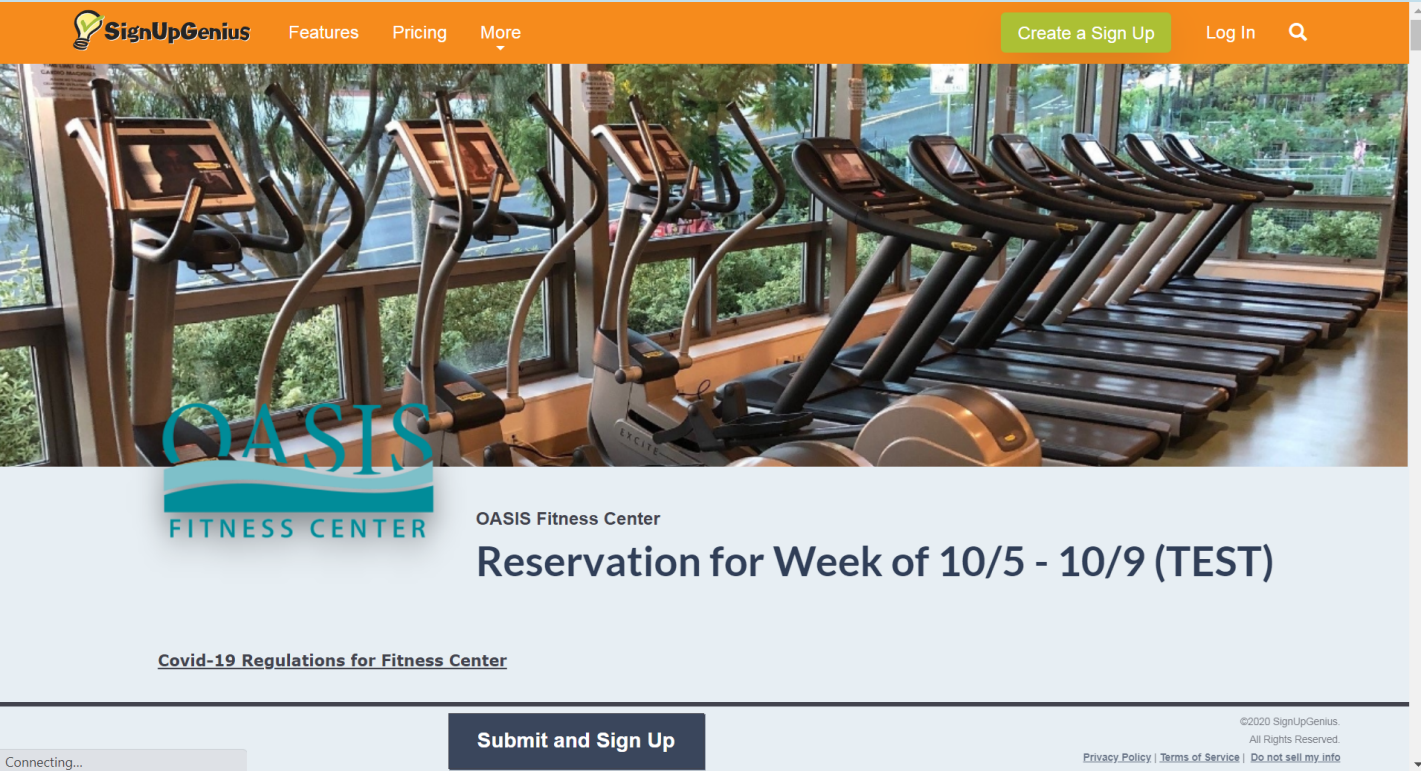 SignUpGenius Features Pricing More Create a Sign Up Log In
EXCITE
OASIS
FITNESS CENTER
OASIS Fitness Center
Reservation for Week of 10/5 - 10/9 (TEST)
Covid-19 Regulations for Fitness Center
Submit and Sign Up
©2020 SignUpGenius.
All Rights Reserved.
Privacy Policy | Terms of Service | Do not sell my info
Connecting...